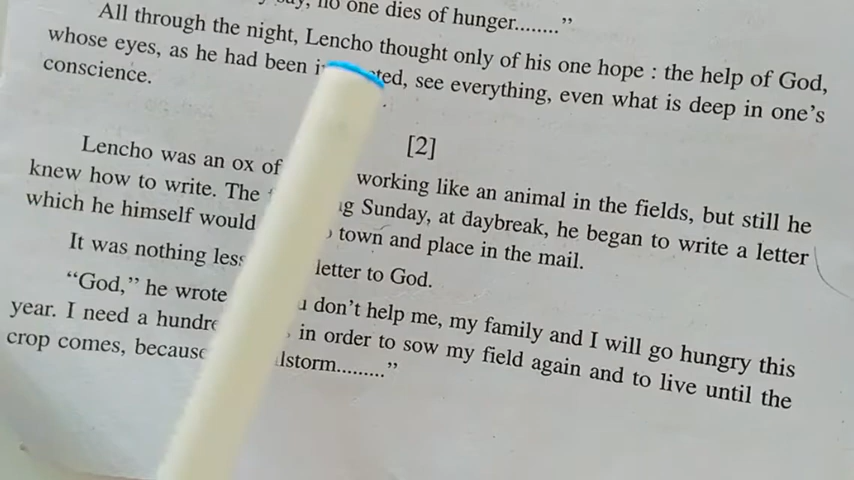 say, no one dies of hunger........”
All through the night, Lencho thought only of his one hope : the help of God,
whose eyes, as he had been see everything, even what is deep in one’s
conscience.
[2]
Lencho was an ox of working like an animal in the fields, but still he
knew how to write. The Sunday, at daybreak, he began to write a letter
which he himself would town and place in the mail.
It was nothing less letter to God.
“God,” he wrote don’t help me, my family and I will go hungry this
year. I need a in order to sow my field again and to live until the
crop comes, because